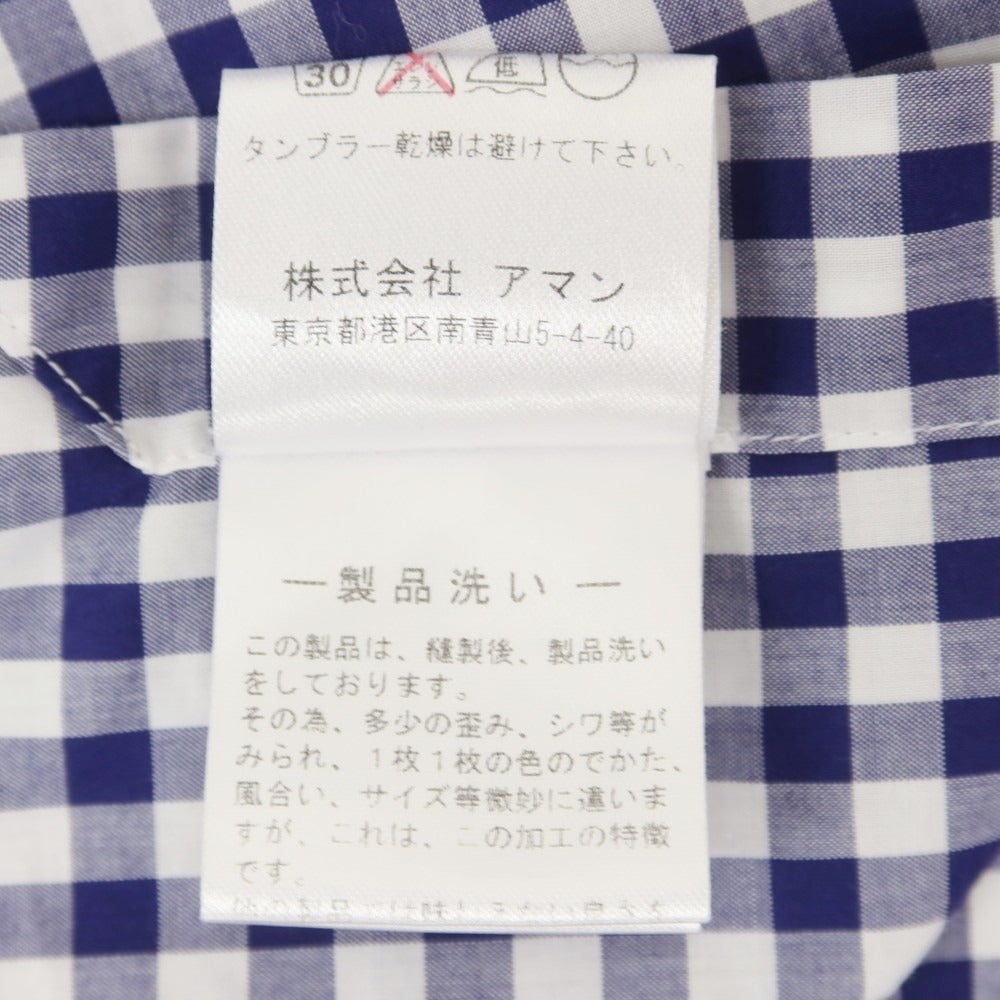 30 低
タンブラー乾燥は避けて下さい。
株式会社 アマン
東京都港区南青山5-4-40
― 製品洗い ―
この製品は、縫製後、製品洗い
をしております。
その為、多少の歪み、シワ等が
みられ、1枚1枚の色のでかた、
風合い、サイズ等微妙に違いま
すが、これは、この加工の特徴
です。